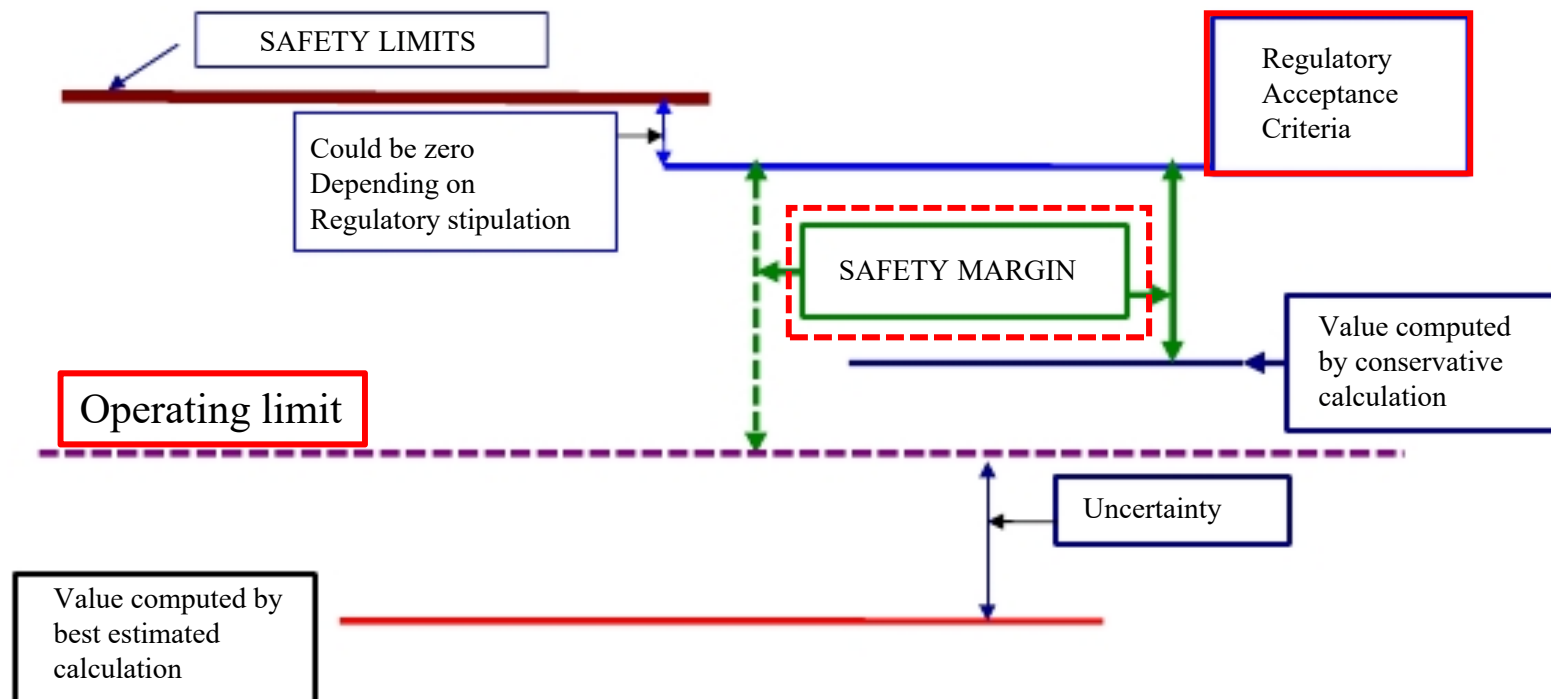 SAFETY LIMITS
Regulatory
Acceptance
Criteria
Could be zero
Depending on
Regulatory stipulation
SAFETY MARGIN
Value computed
by conservative
calculation
Operating limit
Uncertainty
Value computed by
best estimated
calculation